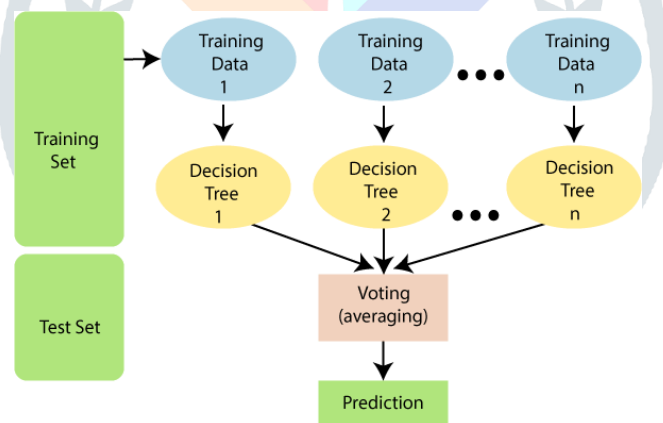 Training
Set
Training
Data
1
Training
Data
2
Training
Data
n
Decision
Tree
1
Decision
Tree
2
Decision
Tree
n
Test Set
Voting
(averaging)
Prediction